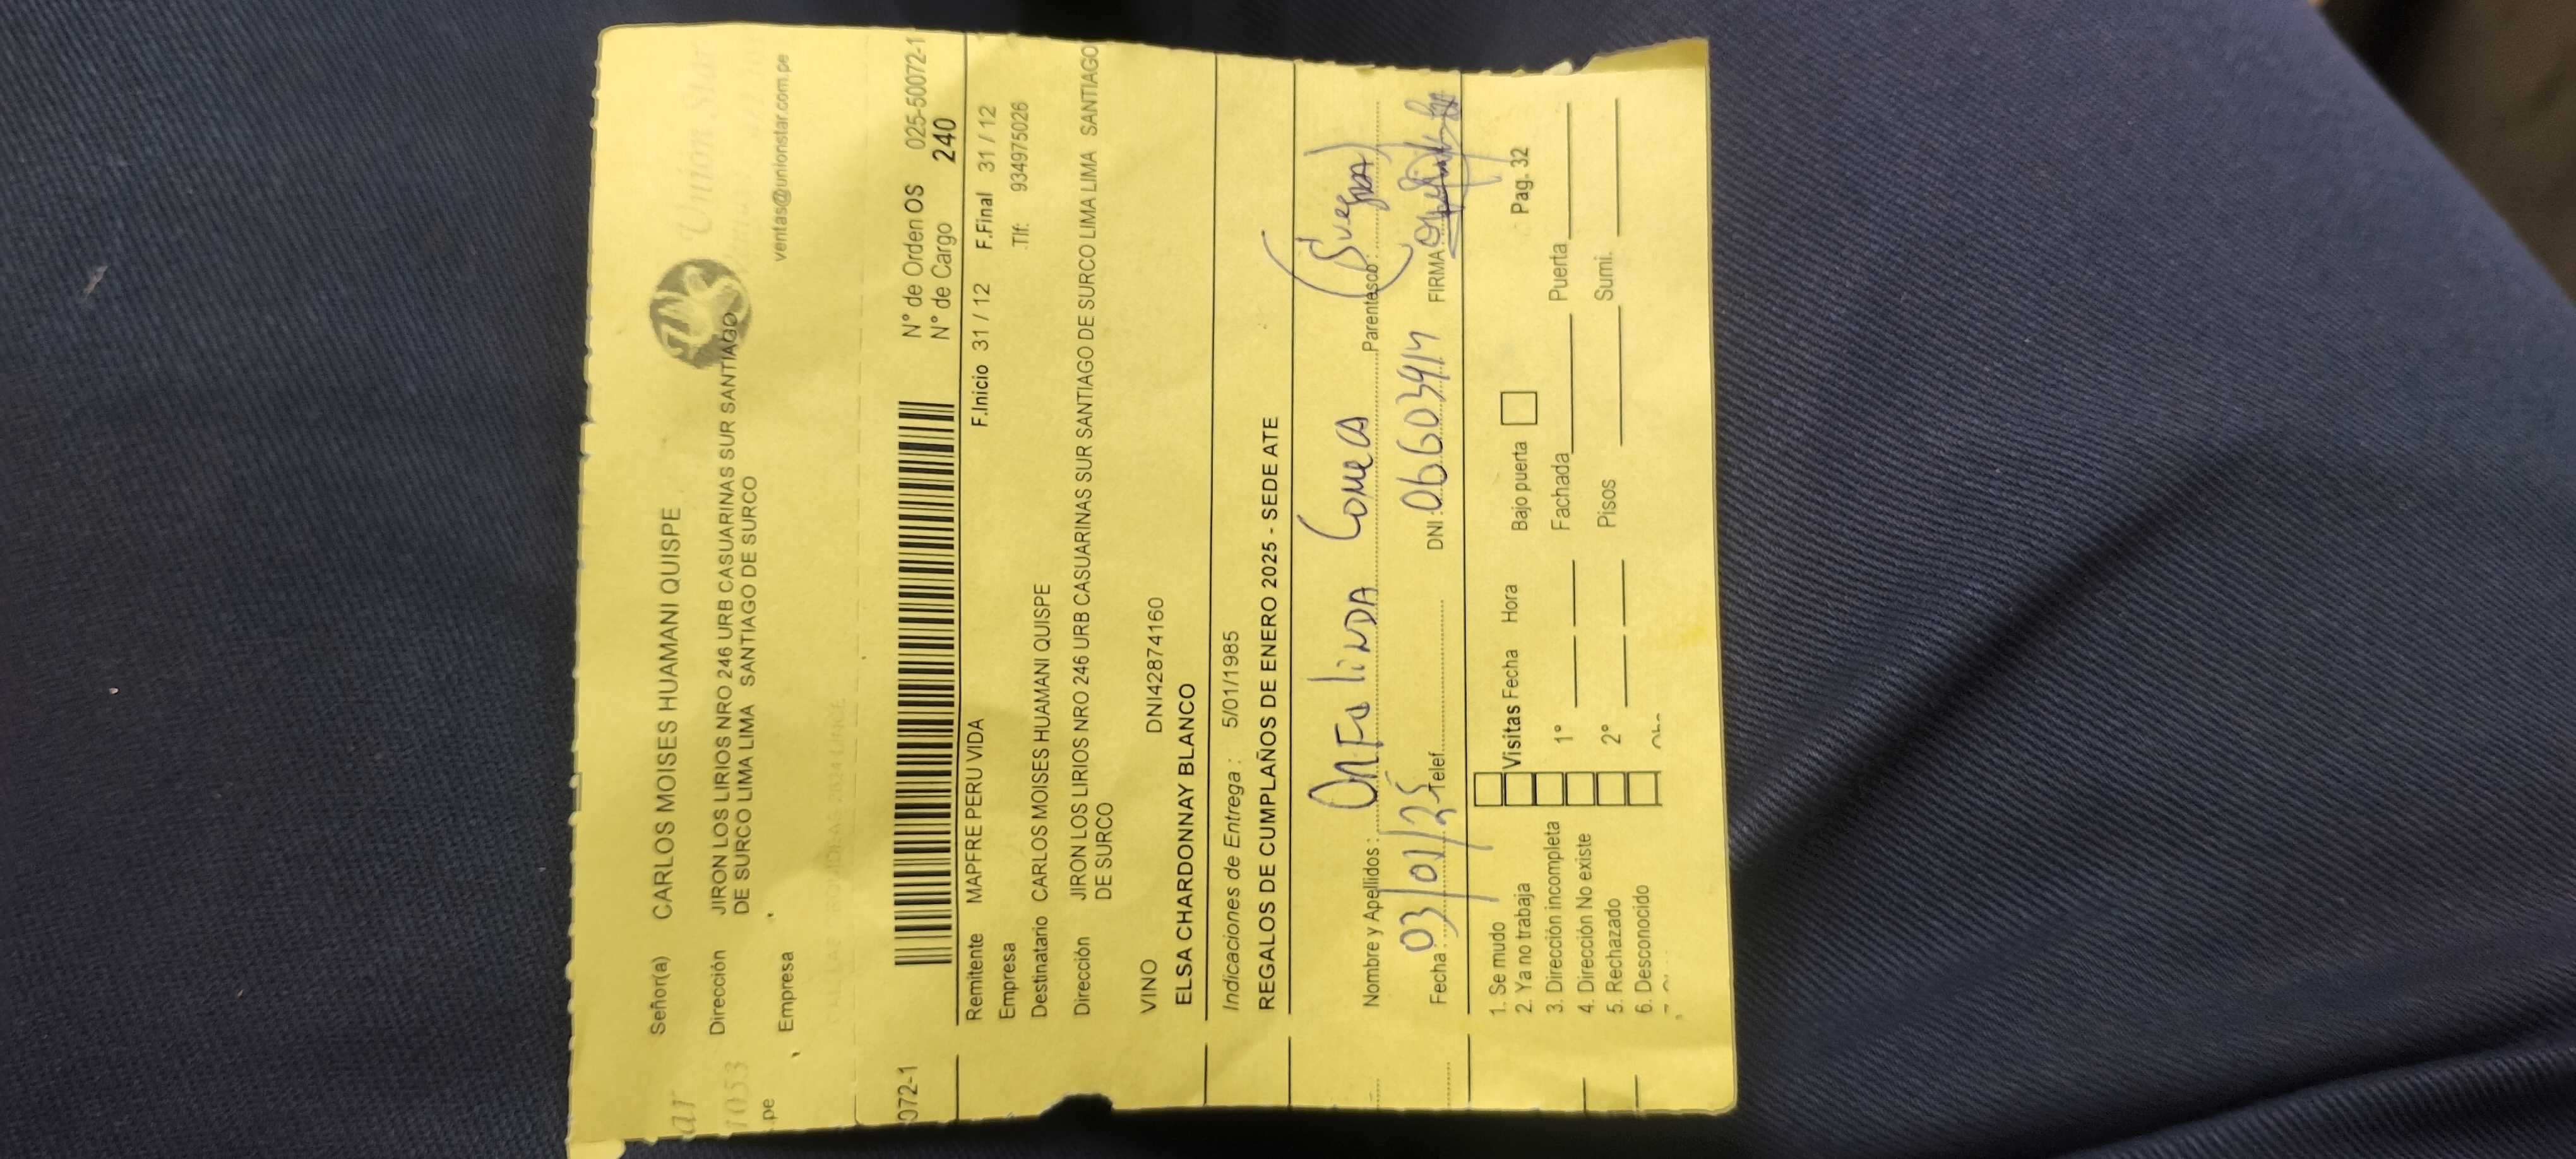 Union Star
ventas@unionstar.com.pe
Señor(a) CARLOS MOISES HUAMANI QUISPE
Dirección JIRON LOS LIRIOS NRO 246 URB CASUARINAS SUR SANTIAGO
DE SURCO LIMA LIMA SANTIAGO DE SURCO
Empresa
ar
1053
.pe
072-1
N° de Orden OS 025-50072-1
N° de Cargo 240
Remitente MAPFRE PERU VIDA F.Inicio 31 / 12 F.Final 31 / 12
Empresa Tlf: 934975026
Destinatario CARLOS MOISES HUAMANI QUISPE
Dirección JIRON LOS LIRIOS NRO 246 URB CASUARINAS SUR SANTIAGO DE SURCO LIMA LIMA SANTIAGO
DE SURCO
VINO DNI42874160
ELSA CHARDONNAY BLANCO
Indicaciones de Entrega : 5/01/1985
REGALOS DE CUMPLAÑOS DE ENERO 2025 - SEDE ATE
Nombre y Apellidos : Parentesco : (Suegra)
Fecha : 03/01/25 Telef. DNI : 06603914 FIRMA
1. Se mudo
2. Ya no trabaja Visitas Fecha Hora Bajo puerta Pag. 32
3. Dirección incompleta 1° Fachada Puerta
4. Dirección No existe
5. Rechazado 2° Pisos Sumi.
6. Desconocido